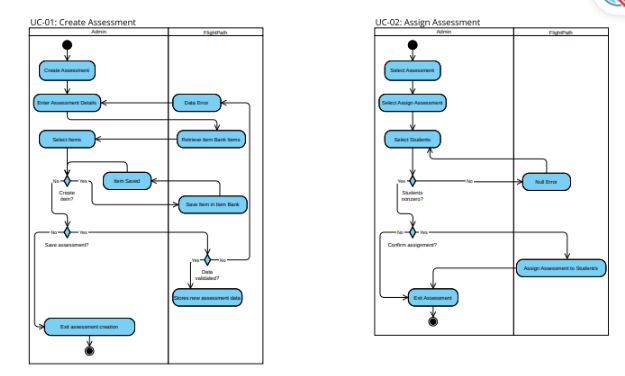 UC-01: Create Assessment
Admin
FlightPath
Create Assessment
Enter Assessment Details
Data Error
Select Items
Retrieve Item Bank Items
No
Yes
Item Saved
Create
item?
Save Item in Item Bank
No
Yes
Save assessment?
Yes
No
Data
validated?
Stores new assessment data
Exit assessment creation
UC-02: Assign Assessment
Admin
FlightPath
Select Assessment
Select Assign Assessment
Select Students
Yes
No
Null Error
Students
nonzero?
No
Yes
Confirm assignment?
Assign Assessment to Student/s
Exit Assessment